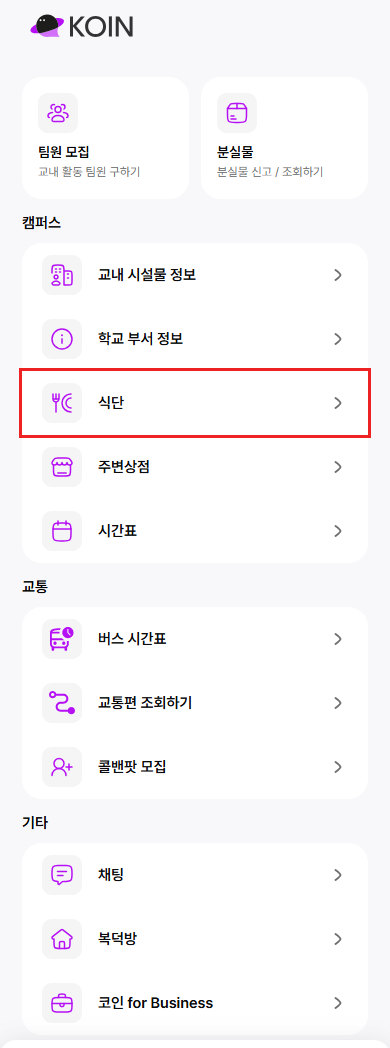 KOIN
팀원 모집
교내 활동 팀원 구하기
분실물
분실물 신고 / 조회하기
캠퍼스
교내 시설물 정보
학교 부서 정보
식단
주변상점
시간표
교통
버스 시간표
교통편 조회하기
콜밴팟 모집
기타
채팅
복덕방
코인 for Business